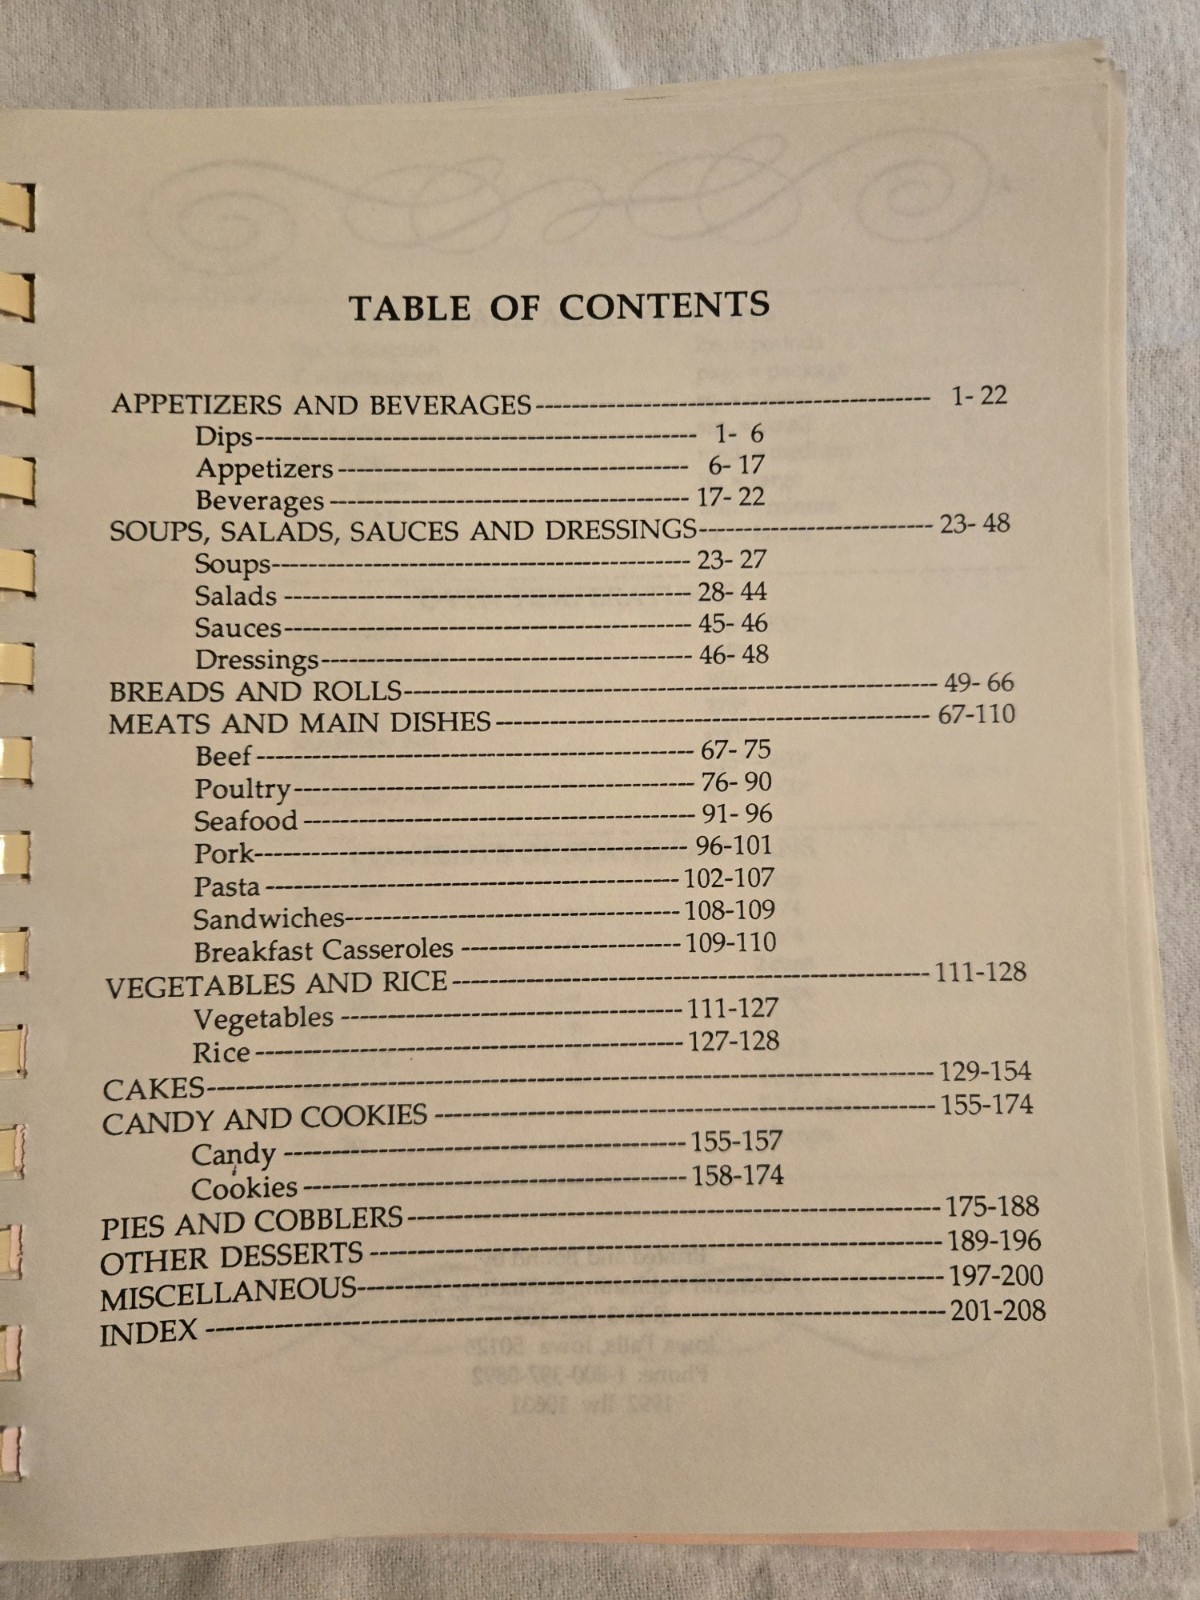 TABLE OF CONTENTS
APPETIZERS AND BEVERAGES---------- 1- 22
Dips---------- 1- 6
Appetizers ---------- 6- 17
Beverages ---------- 17- 22
SOUPS, SALADS, SAUCES AND DRESSINGS---------- 23- 48
Soups---------- 23- 27
Salads ---------- 28- 44
Sauces---------- 45- 46
Dressings---------- 46- 48
BREADS AND ROLLS---------- 49- 66
MEATS AND MAIN DISHES ---------- 67-110
Beef ---------- 67- 75
Poultry---------- 76- 90
Seafood ---------- 91- 96
Pork---------- 96-101
Pasta ---------- 102-107
Sandwiches---------- 108-109
Breakfast Casseroles ---------- 109-110
VEGETABLES AND RICE ---------- 111-128
Vegetables ---------- 111-127
Rice ---------- 127-128
CAKES---------- 129-154
CANDY AND COOKIES ---------- 155-174
Candy ---------- 155-157
Cookies ---------- 158-174
PIES AND COBBLERS---------- 175-188
OTHER DESSERTS ---------- 189-196
MISCELLANEOUS---------- 197-200
INDEX ---------- 201-208